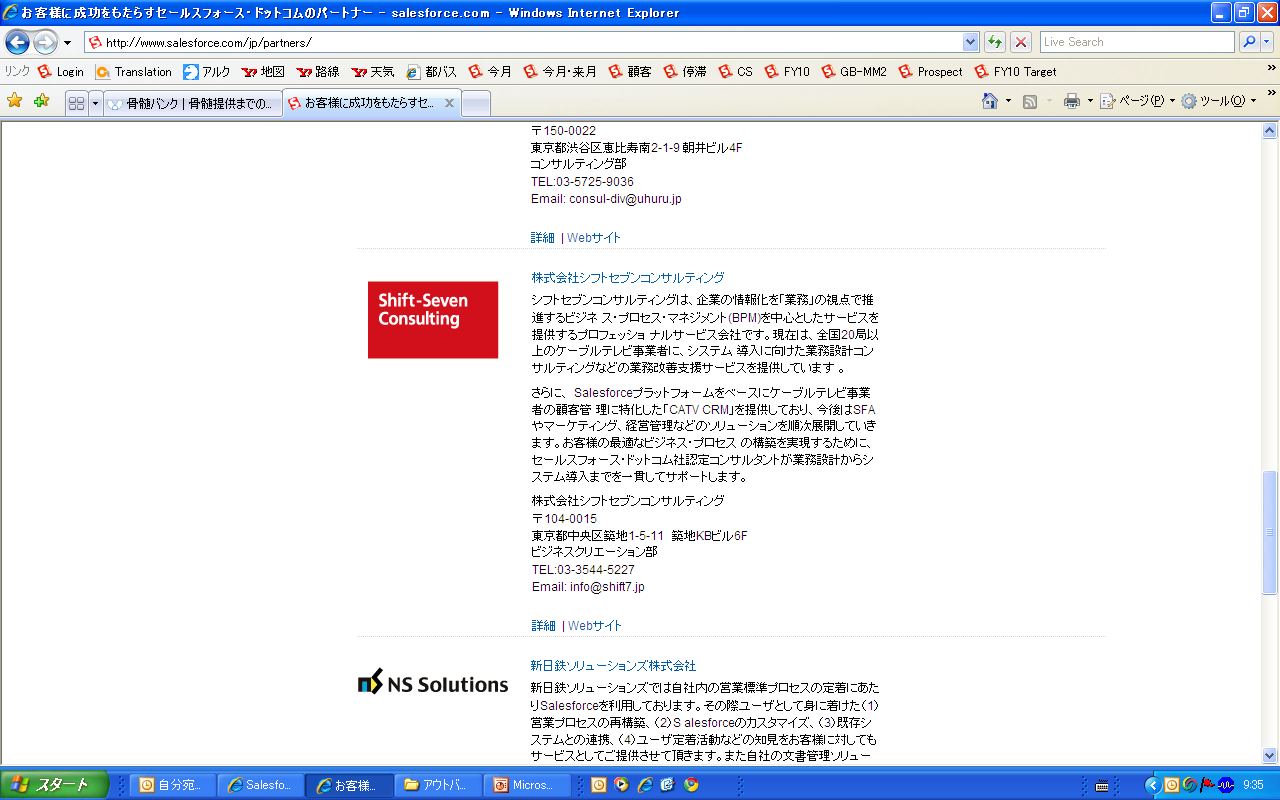 お客様に成功をもたらすセールスフォース・ドットコムのパートナー - salesforce.com - Windows Internet Explorer
http://www.salesforce.com/jp/partners/
Live Search
リンク Login Translation アルク 地図 路線 天気 都バス 今月 今月・来月 顧客 停滞 CS FY10 GB-MM2 Prospect FY10 Target »
骨髄バンク | 骨髄提供までの... お客様に成功をもたらすセ... ページ(P) ツール(O) »
〒150-0022
東京都渋谷区恵比寿南2-1-9 朝井ビル4F
コンサルティング部
TEL:03-5725-9036
Email: consul-div@uhuru.jp
詳細 | Webサイト
Shift-Seven
Consulting
株式会社シフトセブンコンサルティング
シフトセブンコンサルティングは、企業の情報化を「業務」の視点で推
進するビジネ ス・プロセス・マネジメント(BPM)を中心としたサービスを
提供するプロフェッショ ナルサービス会社です。現在は、全国20局以
上のケーブルテレビ事業者に、システム 導入に向けた業務設計コン
サルティングなどの業務改善支援サービスを提供しています 。
さらに、 Salesforceプラットフォームをベースにケーブルテレビ事業
者の顧客管 理に特化した「CATV CRM」を提供しており、今後はSFA
やマーケティング、経営管理などのソリューションを順次展開していき
ます。お客様の最適なビジネス・プロセス の構築を実現するために、
セールスフォース・ドットコム社認定コンサルタントが業務設計からシ
ステム導入までを一貫してサポートします。
株式会社シフトセブンコンサルティング
〒104-0015
東京都中央区築地1-5-11 築地KBビル6F
ビジネスクリエーション部
TEL:03-3544-5227
Email: info@shift7.jp
詳細 | Webサイト
NS Solutions
新日鉄ソリューションズ株式会社
新日鉄ソリューションズでは自社内の営業標準プロセスの定着にあた
りSalesforceを利用しております。その際ユーザとして身に着けた（1）
営業プロセスの再構築、（2）S alesforceのカスタマイズ、（3）既存シ
ステムとの連携、（4）ユーザ定着活動などの知見をお客様に対しても
サービスとしてご提供させて頂きます。また自社の文書管理ソリュー
スタート 自分宛... Salesfo... お客様... アウトバ... Micros... 9:35